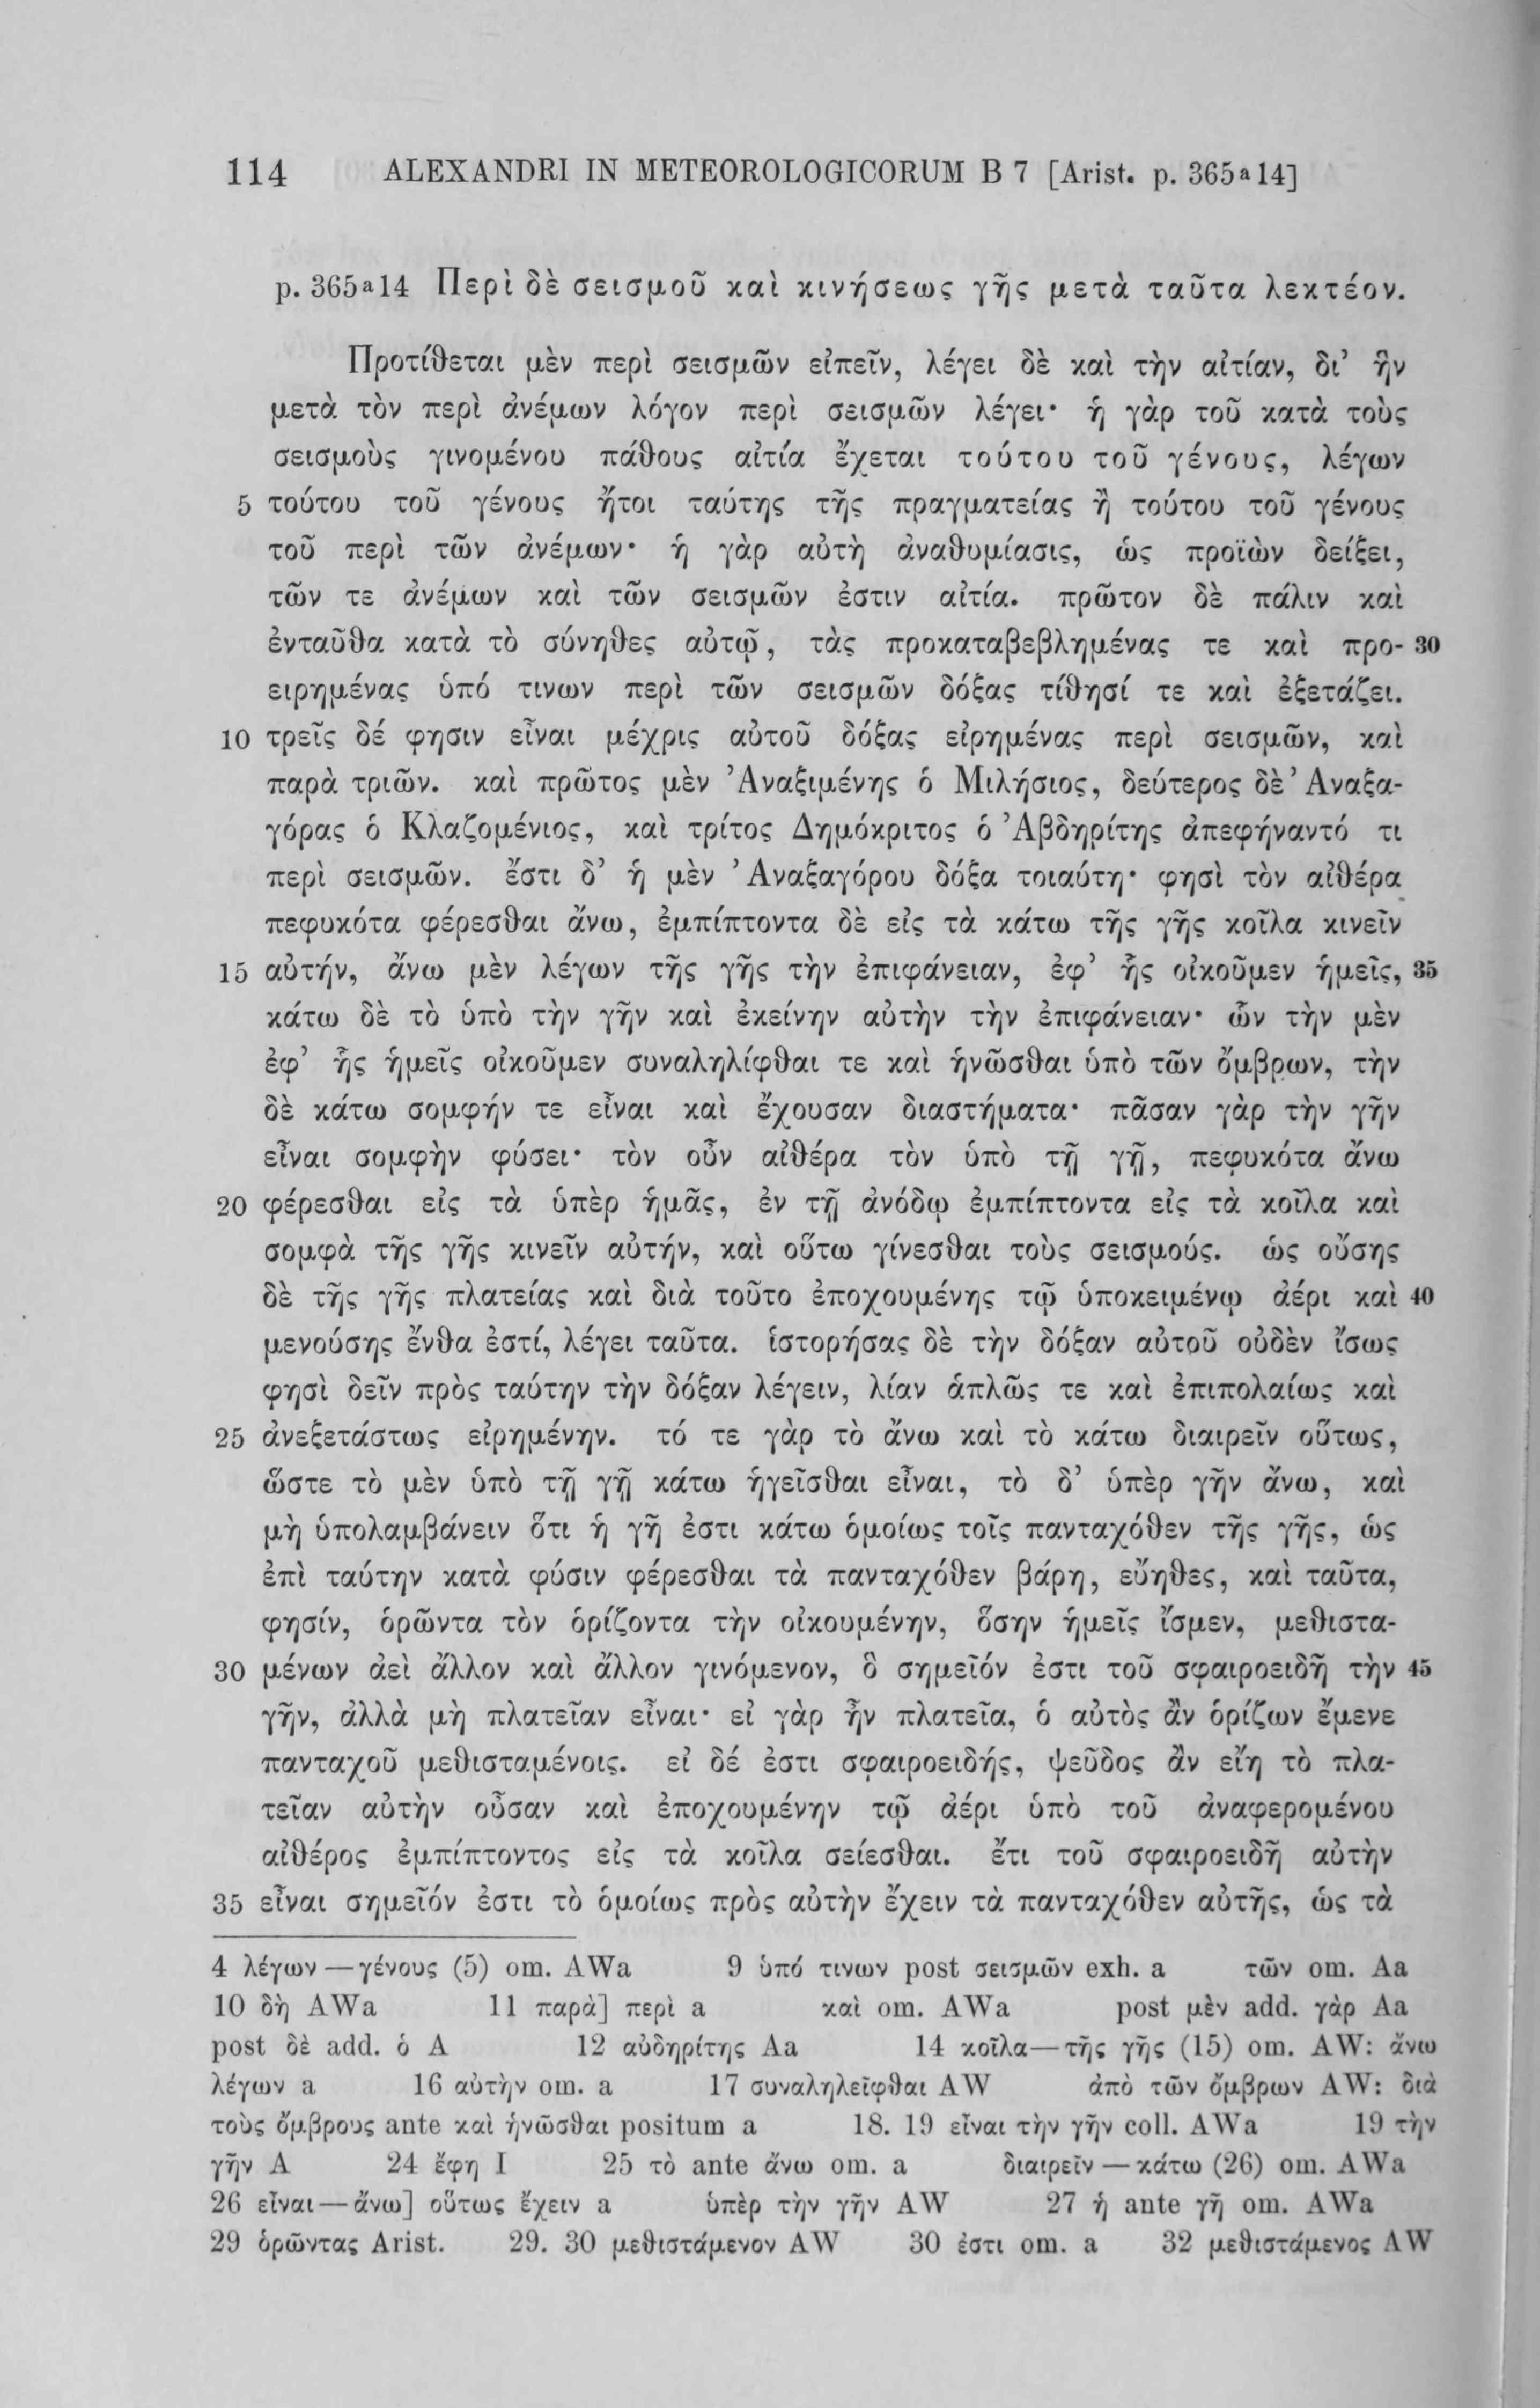 114 ALEXANDRI IN METEOROLOGICORUM B 7 [Arist. p. 365ª14]
p. 365ª14 Περὶ δὲ σεισμοῦ καὶ κινήσεως γῆς μετὰ ταῦτα λεκτέον.
Προτίθεται μὲν περὶ σεισμῶν εἰπεῖν, λέγει δὲ καὶ τὴν αἰτίαν, δι’ ἣν
μετὰ τὸν περὶ ἀνέμων λόγον περὶ σεισμῶν λέγει· ἡ γὰρ τοῦ κατὰ τοὺς
σεισμοὺς γινομένου πάθους αἰτία ἔχεται τούτου τοῦ γένους, λέγων
5 τούτου τοῦ γένους ἤτοι ταύτης τῆς πραγματείας ἢ τούτου τοῦ γένους
τοῦ περὶ τῶν ἀνέμων· ἡ γὰρ αὐτὴ ἀναθυμίασις, ὡς προϊὼν δείξει,
τῶν τε ἀνέμων καὶ τῶν σεισμῶν ἐστιν αἰτία. πρῶτον δὲ πάλιν καὶ
ἐνταῦθα κατὰ τὸ σύνηθες αὐτῷ, τὰς προκαταβεβλημένας τε καὶ προ- 30
ειρημένας ὑπό τινων περὶ τῶν σεισμῶν δόξας τίθησί τε καὶ ἐξετάζει.
10 τρεῖς δέ φησιν εἶναι μέχρις αὐτοῦ δόξας εἰρημένας περὶ σεισμῶν, καὶ
παρὰ τριῶν. καὶ πρῶτος μὲν Ἀναξιμένης ὁ Μιλήσιος, δεύτερος δὲ Ἀναξα-
γόρας ὁ Κλαζομένιος, καὶ τρίτος Δημόκριτος ὁ Ἀβδηρίτης ἀπεφήναντό τι
περὶ σεισμῶν. ἔστι δ’ ἡ μὲν Ἀναξαγόρου δόξα τοιαύτη· φησὶ τὸν αἰθέρα
πεφυκότα φέρεσθαι ἄνω, ἐμπίπτοντα δὲ εἰς τὰ κάτω τῆς γῆς κοῖλα κινεῖν
15 αὐτήν, ἄνω μὲν λέγων τῆς γῆς τὴν ἐπιφάνειαν, ἐφ’ ἧς οἰκοῦμεν ἡμεῖς, 35
κάτω δὲ τὸ ὑπὸ τὴν γῆν καὶ ἐκείνην αὐτὴν τὴν ἐπιφάνειαν· ὧν τὴν μὲν
ἐφ’ ἧς ἡμεῖς οἰκοῦμεν συναληλίφθαι τε καὶ ἡνῶσθαι ὑπὸ τῶν ὄμβρων, τὴν
δὲ κάτω σομφήν τε εἶναι καὶ ἔχουσαν διαστήματα· πᾶσαν γὰρ τὴν γῆν
εἶναι σομφὴν φύσει· τὸν οὖν αἰθέρα τὸν ὑπὸ τῇ γῇ, πεφυκότα ἄνω
20 φέρεσθαι εἰς τὰ ὑπὲρ ἡμᾶς, ἐν τῇ ἀνόδῳ ἐμπίπτοντα εἰς τὰ κοῖλα καὶ
σομφὰ τῆς γῆς κινεῖν αὐτήν, καὶ οὕτω γίνεσθαι τοὺς σεισμούς. ὡς οὔσης
δὲ τῆς γῆς πλατείας καὶ διὰ τοῦτο ἐποχουμένης τῷ ὑποκειμένῳ ἀέρι καὶ 40
μενούσης ἔνθα ἐστί, λέγει ταῦτα. ἱστορήσας δὲ τὴν δόξαν αὐτοῦ οὐδὲν ἴσως
φησὶ δεῖν πρὸς ταύτην τὴν δόξαν λέγειν, λίαν ἁπλῶς τε καὶ ἐπιπολαίως καὶ
25 ἀνεξετάστως εἰρημένην. τό τε γὰρ τὸ ἄνω καὶ τὸ κάτω διαιρεῖν οὕτως,
ὥστε τὸ μὲν ὑπὸ τῇ γῇ κάτω ἡγεῖσθαι εἶναι, τὸ δ’ ὑπὲρ γῆν ἄνω, καὶ
μὴ ὑπολαμβάνειν ὅτι ἡ γῆ ἐστι κάτω ὁμοίως τοῖς πανταχόθεν τῆς γῆς, ὡς
ἐπὶ ταύτην κατὰ φύσιν φέρεσθαι τὰ πανταχόθεν βάρη, εὔηθες, καὶ ταῦτα,
φησίν, ὁρῶντα τὸν ὁρίζοντα τὴν οἰκουμένην, ὅσην ἡμεῖς ἴσμεν, μεθιστα-
30 μένων ἀεὶ ἄλλον καὶ ἄλλον γινόμενον, ὃ σημεῖόν ἐστι τοῦ σφαιροειδῆ τὴν 45
γῆν, ἀλλὰ μὴ πλατεῖαν εἶναι· εἰ γὰρ ἦν πλατεῖα, ὁ αὐτὸς ἂν ὁρίζων ἔμενε
πανταχοῦ μεθισταμένοις. εἰ δέ ἐστι σφαιροειδής, ψεῦδος ἂν εἴη τὸ πλα-
τεῖαν αὐτὴν οὖσαν καὶ ἐποχουμένην τῷ ἀέρι ὑπὸ τοῦ ἀναφερομένου
αἰθέρος ἐμπίπτοντος εἰς τὰ κοῖλα σείεσθαι. ἔτι τοῦ σφαιροειδῆ αὐτὴν
35 εἶναι σημεῖόν ἐστι τὸ ὁμοίως πρὸς αὐτὴν ἔχειν τὰ πανταχόθεν αὐτῆς, ὡς τὰ
4 λέγων — γένους (5) om. AWa 9 ὑπό τινων post σεισμῶν exh. a τῶν om. Aa
10 δὴ AWa 11 παρὰ] περὶ a καὶ om. AWa post μὲν add. γὰρ Aa
post δὲ add. ὁ A 12 αὐδηρίτης Aa 14 κοῖλα—τῆς γῆς (15) om. AW: ἄνω
λέγων a 16 αὐτὴν om. a 17 συναληλεῖφθαι AW ἀπὸ τῶν ὄμβρων AW: διὰ
τοὺς ὄμβρους ante καὶ ἡνῶσθαι positum a 18. 19 εἶναι τὴν γῆν coll. AWa 19 τὴν
γῆν A 24 ἔφη I 25 τὸ ante ἄνω om. a διαιρεῖν — κάτω (26) om. AWa
26 εἶναι—ἄνω] οὕτως ἔχειν a ὑπὲρ τὴν γῆν AW 27 ἡ ante γῆ om. AWa
29 ὁρῶντας Arist. 29. 30 μεθιστάμενον AW 30 ἐστι om. a 32 μεθιστάμενος AW